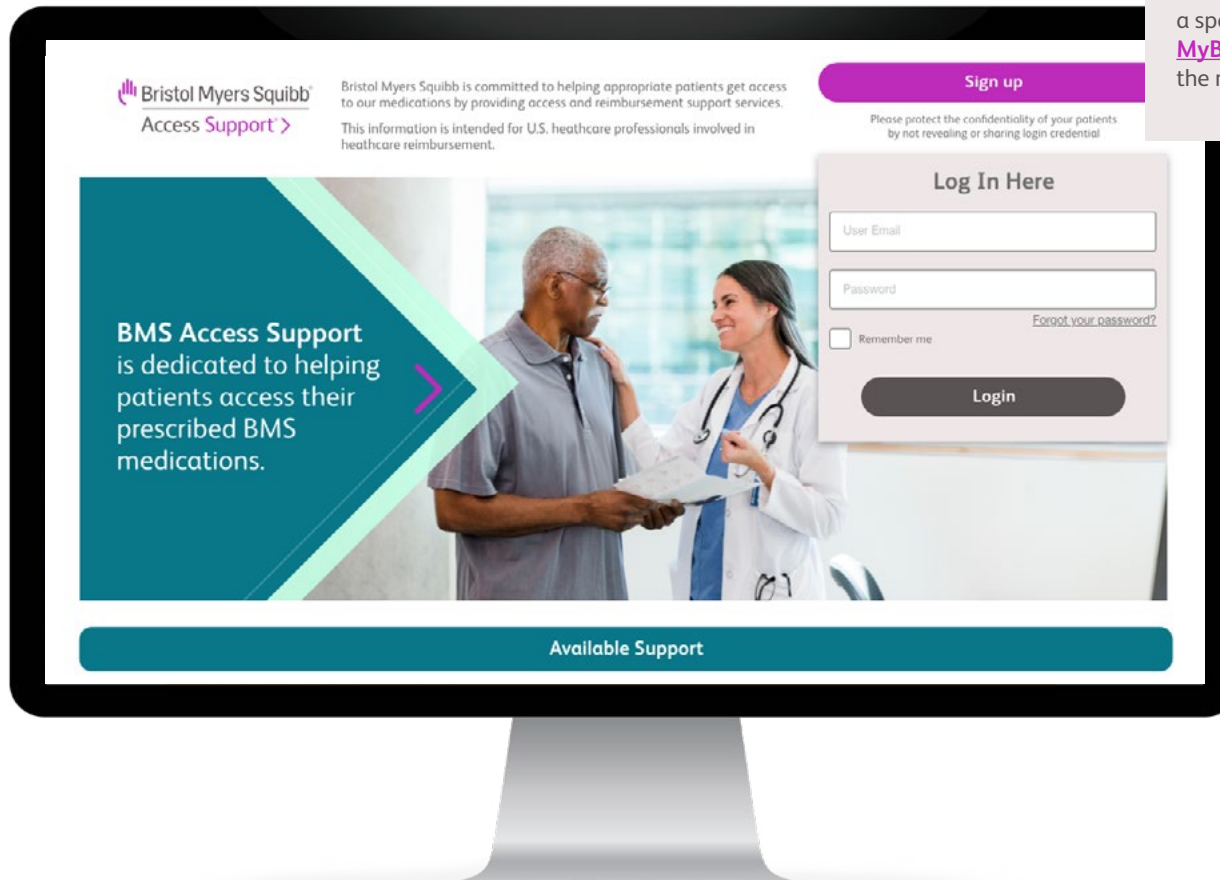 a
MyB
the
Bristol Myers Squibb®
Access Support® >
Bristol Myers Squibb is committed to helping appropriate patients get access
to our medications by providing access and reimbursement support services.
This information is intended for U.S. heathcare professionals involved in
heathcare reimbursement.
Sign up
Please protect the confidentiality of your patients
by not revealing or sharing login credential
Log In Here
User Email
Password
Forgot your password?
Remember me
Login
BMS Access Support
is dedicated to helping
patients access their
prescribed BMS
medications.
Available Support